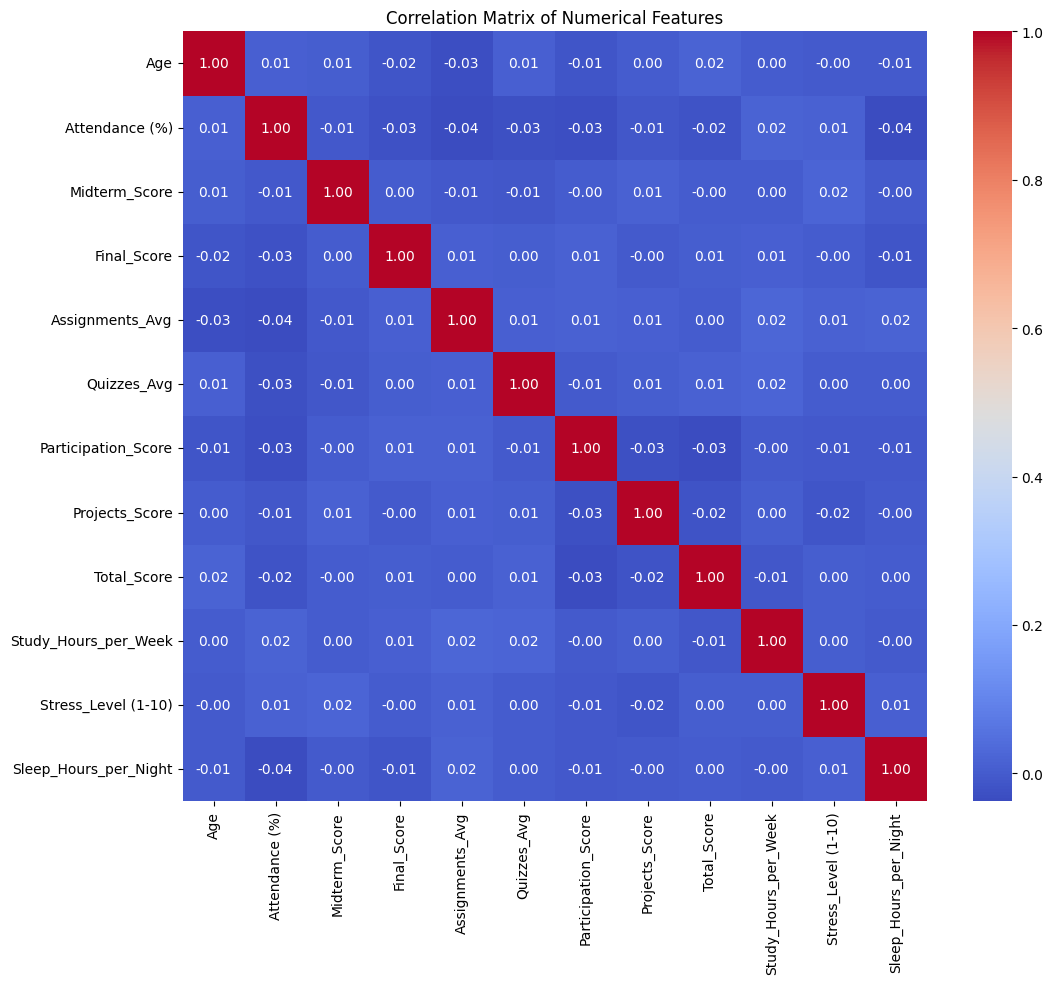 Correlation Matrix of Numerical Features
Age 1.00 0.01 0.01 -0.02 -0.03 0.01 -0.01 0.00 0.02 0.00 -0.00 -0.01
Attendance (%) 0.01 1.00 -0.01 -0.03 -0.04 -0.03 -0.03 -0.01 -0.02 0.02 0.01 -0.04
Midterm_Score 0.01 -0.01 1.00 0.00 -0.01 -0.01 -0.00 0.01 -0.00 0.00 0.02 -0.00
Final_Score -0.02 -0.03 0.00 1.00 0.01 0.00 0.01 -0.00 0.01 0.01 -0.00 -0.01
Assignments_Avg -0.03 -0.04 -0.01 0.01 1.00 0.01 0.01 0.01 0.00 0.02 0.01 0.02
Quizzes_Avg 0.01 -0.03 -0.01 0.00 0.01 1.00 -0.01 0.01 0.01 0.02 0.00 0.00
Participation_Score -0.01 -0.03 -0.00 0.01 0.01 -0.01 1.00 -0.03 -0.03 -0.00 -0.01 -0.01
Projects_Score 0.00 -0.01 0.01 -0.00 0.01 0.01 -0.03 1.00 -0.02 0.00 -0.02 -0.00
Total_Score 0.02 -0.02 -0.00 0.01 0.00 0.01 -0.03 -0.02 1.00 -0.01 0.00 0.00
Study_Hours_per_Week 0.00 0.02 0.00 0.01 0.02 0.02 -0.00 0.00 -0.01 1.00 0.00 -0.00
Stress_Level (1-10) -0.00 0.01 0.02 -0.00 0.01 0.00 -0.01 -0.02 0.00 0.00 1.00 0.01
Sleep_Hours_per_Night -0.01 -0.04 -0.00 -0.01 0.02 0.00 -0.01 -0.00 0.00 -0.00 0.01 1.00
Age
Attendance (%)
Midterm_Score
Final_Score
Assignments_Avg
Quizzes_Avg
Participation_Score
Projects_Score
Total_Score
Study_Hours_per_Week
Stress_Level (1-10)
Sleep_Hours_per_Night
1.0
0.8
0.6
0.4
0.2
0.0